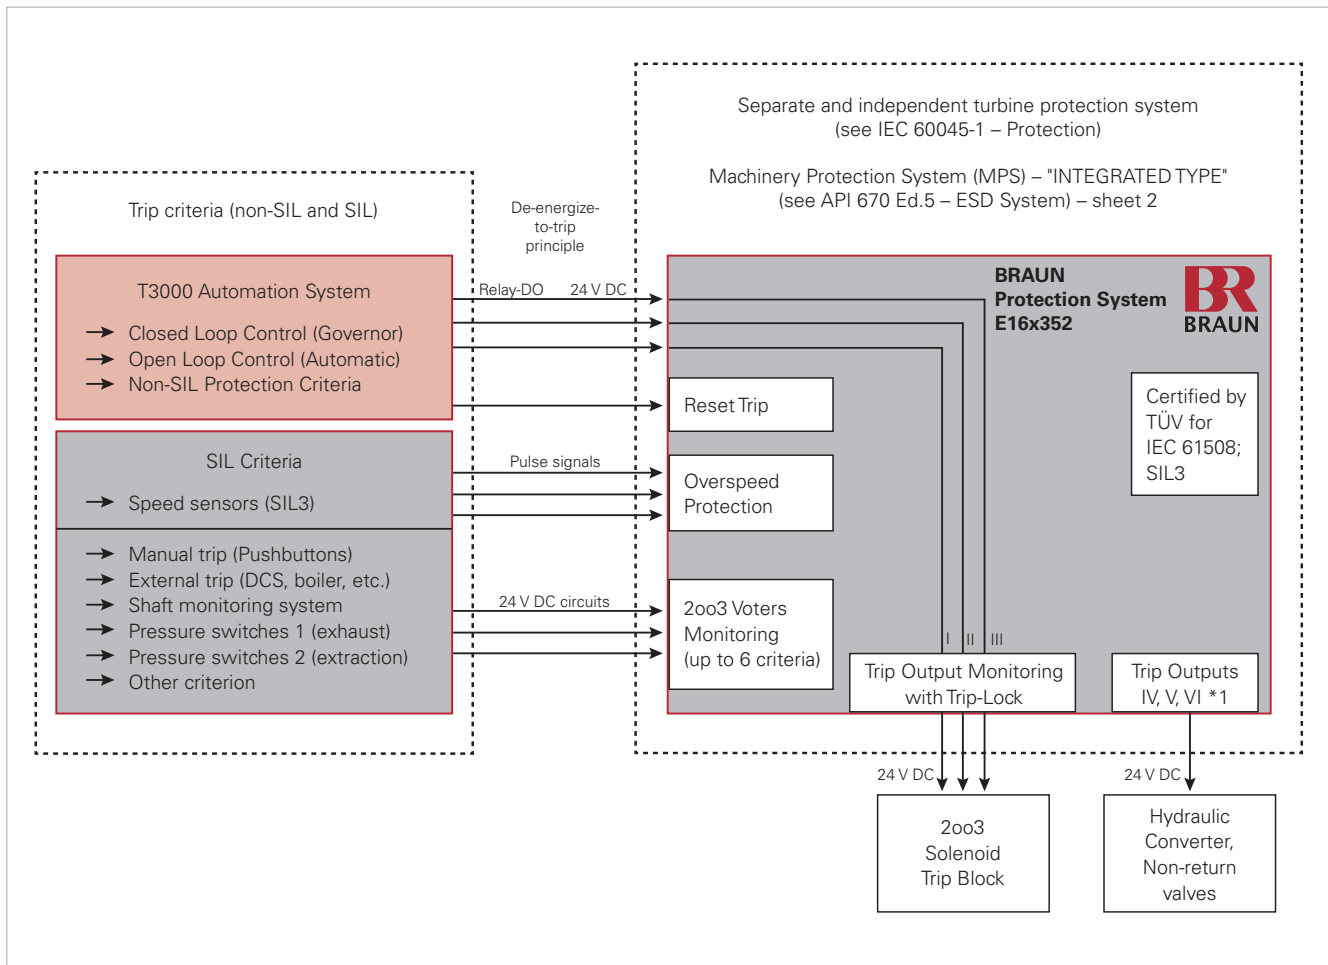 Separate and independent turbine protection system
(see IEC 60045-1 – Protection)
Machinery Protection System (MPS) – "INTEGRATED TYPE"
(see API 670 Ed.5 – ESD System) – sheet 2
Trip criteria (non-SIL and SIL)
De-energize-
to-trip
principle
T3000 Automation System
Closed Loop Control (Governor)
Open Loop Control (Automatic)
Non-SIL Protection Criteria
Relay-DO 24 V DC
BRAUN
Protection System
E16x352
BR
BRAUN
Reset Trip
Certified by
TÜV for
IEC 61508;
SIL3
SIL Criteria
Speed sensors (SIL3)
Pulse signals
Overspeed
Protection
Manual trip (Pushbuttons)
External trip (DCS, boiler, etc.)
Shaft monitoring system
Pressure switches 1 (exhaust)
Pressure switches 2 (extraction)
Other criterion
24 V DC circuits
2oo3 Voters
Monitoring
(up to 6 criteria)
I II III
Trip Output Monitoring
with Trip-Lock
Trip Outputs
IV, V, VI *1
24 V DC
24 V DC
2oo3
Solenoid
Trip Block
Hydraulic
Converter,
Non-return
valves